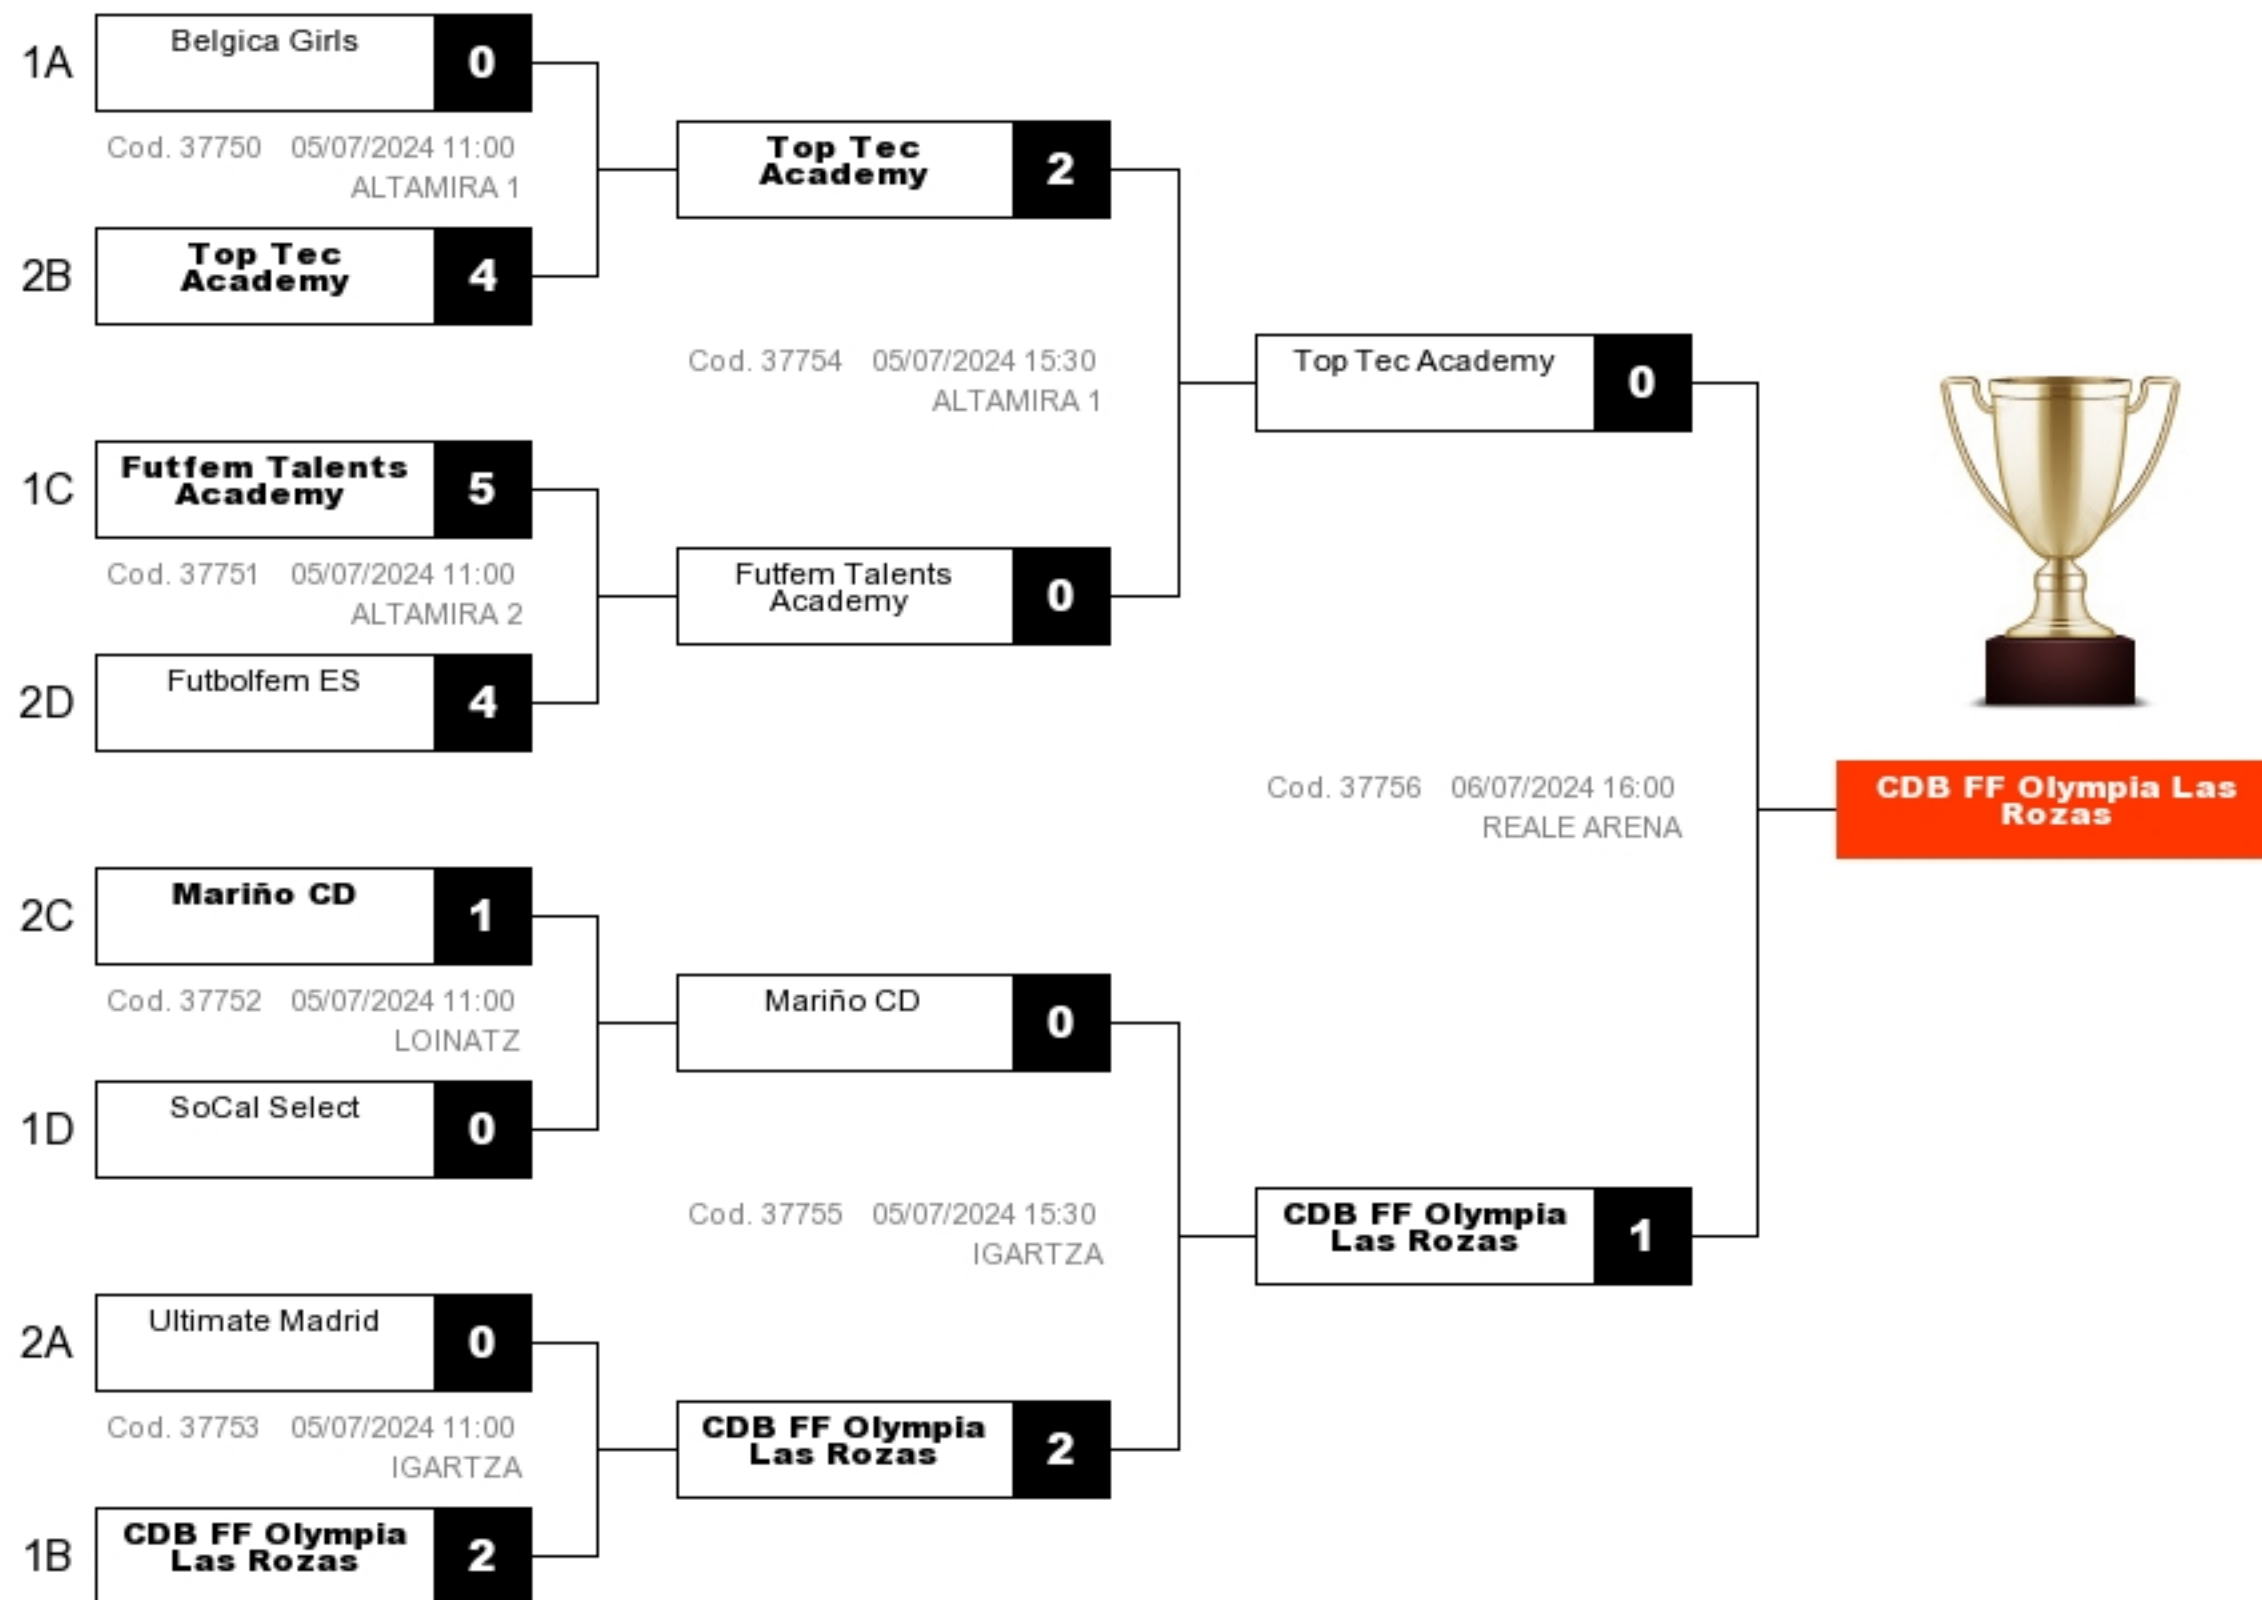 1A
Belgica Girls
0
Cod. 37750 05/07/2024 11:00
ALTAMIRA 1
2B
Top Tec
Academy
4
Top Tec
Academy
2
Cod. 37754 05/07/2024 15:30
ALTAMIRA 1
1C
Futfem Talents
Academy
5
Cod. 37751 05/07/2024 11:00
ALTAMIRA 2
2D
Futbolfem ES
4
Futfem Talents
Academy
0
Top Tec Academy
0
Cod. 37756 06/07/2024 16:00
REALE ARENA
CDB FF Olympia Las
Rozas
2C
Mariño CD
1
Cod. 37752 05/07/2024 11:00
LOINATZ
1D
SoCal Select
0
Mariño CD
0
Cod. 37755 05/07/2024 15:30
IGARTZA
CDB FF Olympia
Las Rozas
1
2A
Ultimate Madrid
0
Cod. 37753 05/07/2024 11:00
IGARTZA
1B
CDB FF Olympia
Las Rozas
2
CDB FF Olympia
Las Rozas
2